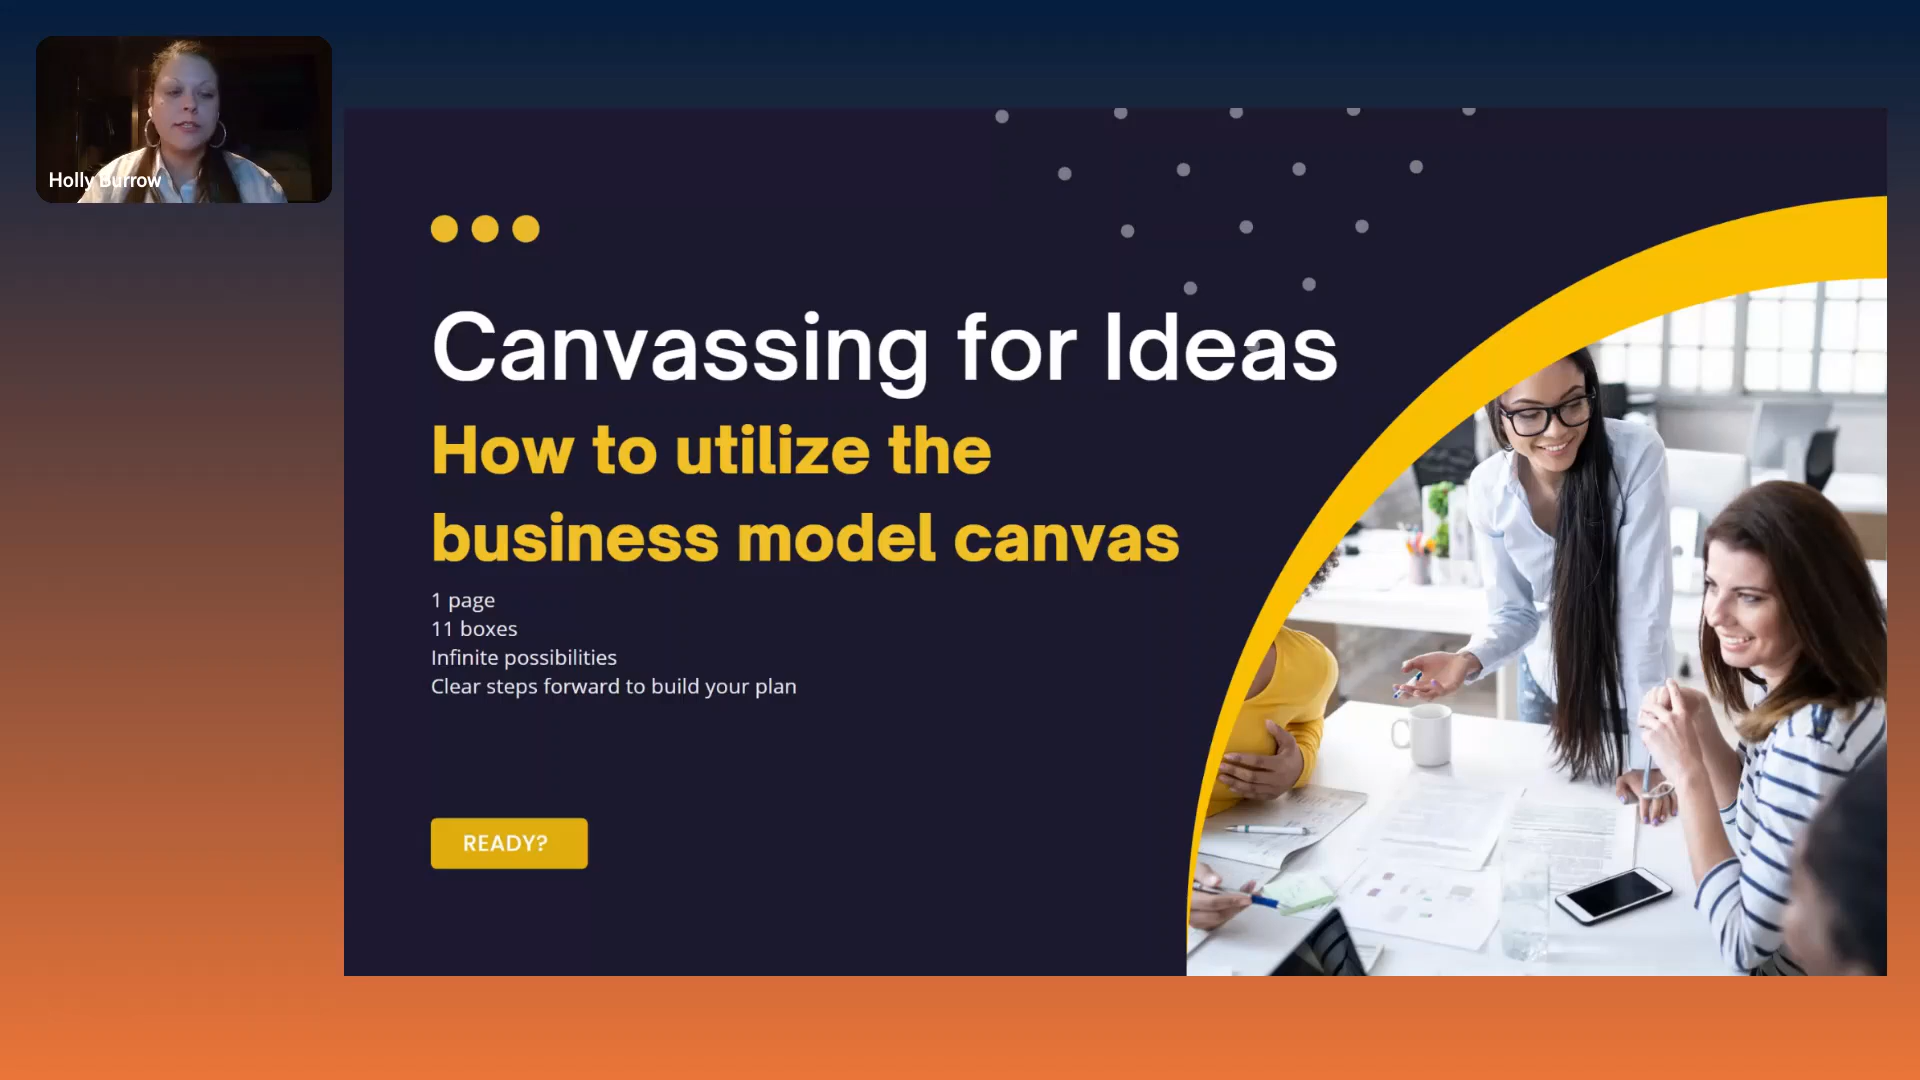 Holly Burrow
Canvassing for Ideas
How to utilize the
business model canvas
1 page
11 boxes
Infinite possibilities
Clear steps forward to build your plan
READY?